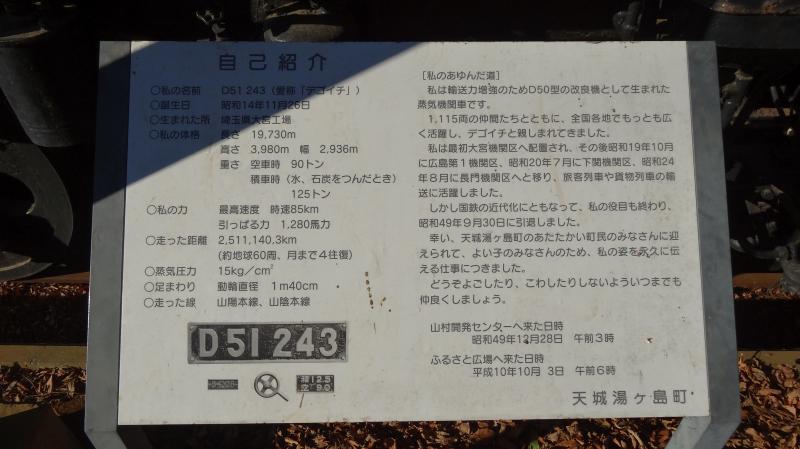 自己紹介
○私の名前 D51 243（愛称「デゴイチ」）
○誕生日 昭和14年11月26日
○生まれた所 埼玉県大宮工場
○私の体格 長さ 19,730m
高さ 3,980m 幅 2,936m
重さ 空車時 90トン
積車時（水、石炭をつんだとき）
125トン
○私の力 最高速度 時速85km
引っぱる力 1,280馬力
○走った距離 2,511,140,3km
（約地球60周、月まで4往復）
○蒸気圧力 15kg／cm²
○足まわり 動輪直径 1m40cm
○走った線 山陽本線、山陰本線
D51 243
［私のあゆんだ道］
私は輸送力増強のためD50型の改良機として生まれた
蒸気機関車です。
1,115両の仲間たちとともに、全国各地でもっとも広
く活躍し、デゴイチと親しまれてきました。
私は最初大宮機関区へ配置され、その後昭和19年10月
に広島第1機関区、昭和20年7月に下関機関区、昭和24
年8月に長門機関区へと移り、旅客列車や貨物列車の輸
送に活躍しました。
しかし国鉄の近代化にともなって、私の役目も終わり、
昭和49年9月30日に引退しました。
幸い、天城湯ヶ島町のあたたかい町民のみなさんに迎
えられて、よい子のみなさんのため、私の姿を永久に伝
える仕事につきました。
どうぞよごしたり、こわしたりしないよういつまでも
仲良くしましょう。
山村開発センターへ来た日時
昭和49年12月28日 午前3時
ふるさと広場へ来た日時
平成10年10月 3日 午前6時
天城湯ヶ島町